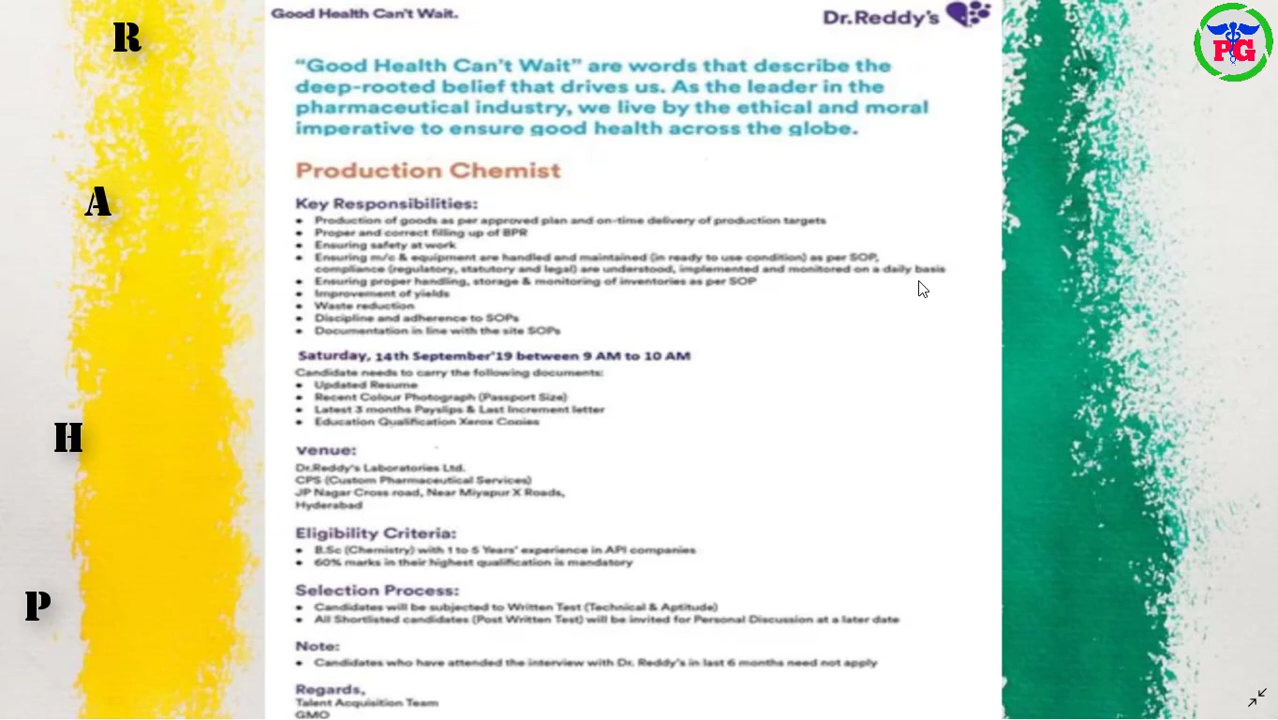 Good Health Can't Wait.
Dr.Reddy's
PG
R
A
H
P
“Good Health Can't Wait” are words that describe the
deep-rooted belief that drives us. As the leader in the
pharmaceutical industry, we live by the ethical and moral
imperative to ensure good health across the globe.
Production Chemist
Key Responsibilities:
• Production of goods as per approved plan and on-time delivery of production targets
• Proper and correct filling up of BPR
• Ensuring safety at work
• Ensuring m/c & equipment are handled and maintained (in ready to use condition) as per SOP,
compliance (regulatory, statutory and legal) are understood, implemented and monitored on a daily basis
• Ensuring proper handling, storage & monitoring of inventories as per SOP
• Improvement of yields
• Waste reduction
• Discipline and adherence to SOPs
• Documentation in line with the site SOPs
Saturday, 14th September'19 between 9 AM to 10 AM
Candidate needs to carry the following documents:
• Updated Resume
• Recent Colour Photograph (Passport Size)
• Latest 3 months Payslips & Last Increment letter
• Education Qualification Xerox Copies
Venue:
Dr.Reddy's Laboratories Ltd.
CPS (Custom Pharmaceutical Services)
JP Nagar Cross road, Near Miyapur X Roads,
Hyderabad
Eligibility Criteria:
• B.Sc (Chemistry) with 1 to 5 Years' experience in API companies
• 60% marks in their highest qualification is mandatory
Selection Process:
• Candidates will be subjected to Written Test (Technical & Aptitude)
• All Shortlisted candidates (Post Written Test) will be invited for Personal Discussion at a later date
Note:
• Candidates who have attended the interview with Dr. Reddy's in last 6 months need not apply
Regards,
Talent Acquisition Team
GMO